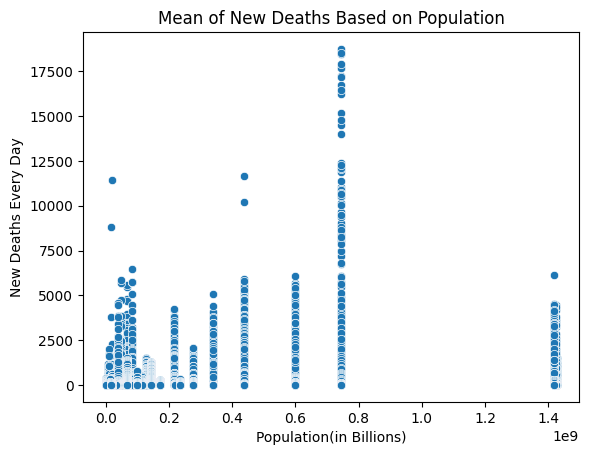 Mean of New Deaths Based on Population
New Deaths Every Day
17500
15000
12500
10000
7500
5000
2500
0
0.0 0.2 0.4 0.6 0.8 1.0 1.2 1.4
1e9
Population(in Billions)